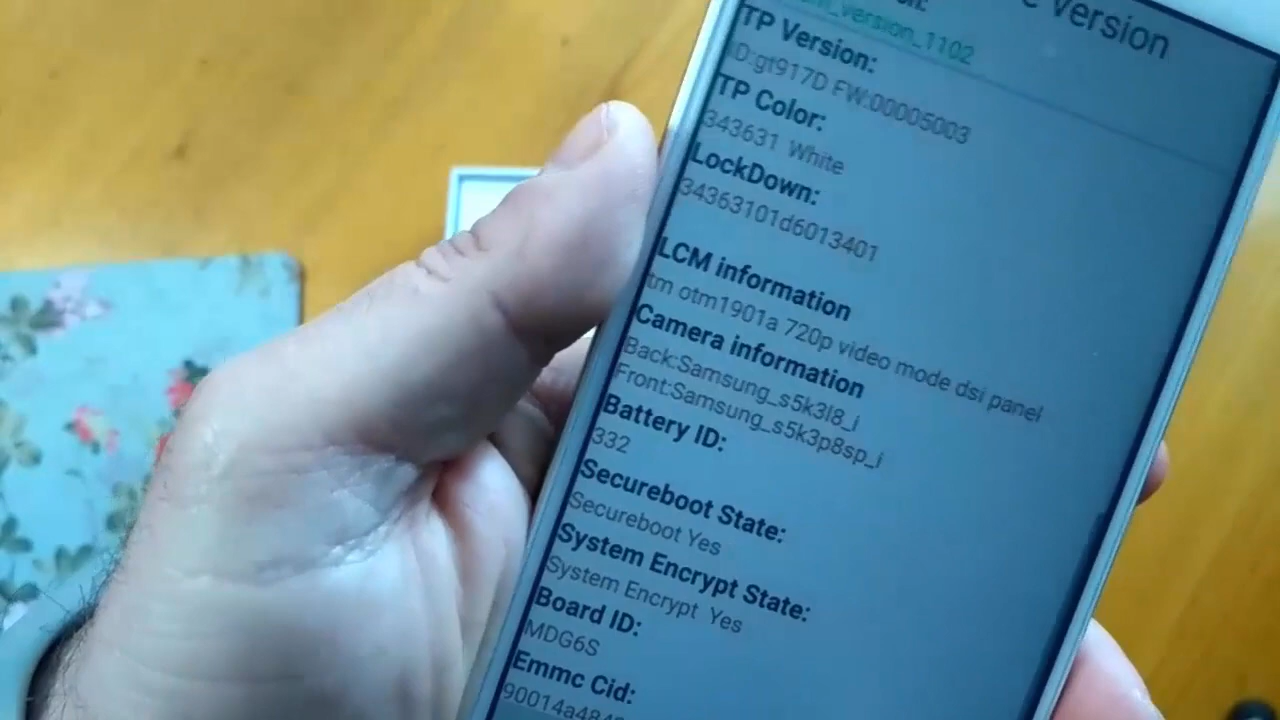 Version
_version_1102
TP Version:
ID:gt917D FW:00005003
TP Color:
343631 White
LockDown:
34363101d6013401
LCM information
tm otm1901a 720p video mode dsi panel
Camera information
Back:Samsung_s5k3l8_i
Front:Samsung_s5k3p8sp_i
Battery ID:
332
Secureboot State:
Secureboot Yes
System Encrypt State:
System Encrypt Yes
Board ID:
MDG6S
Emmc Cid:
90014a484